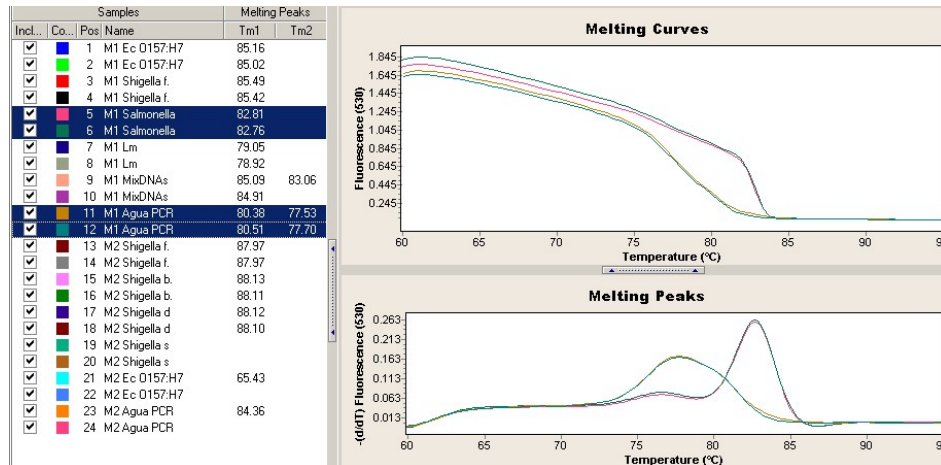 Samples Melting Peaks
Incl... Co... Pos Name Tm1 Tm2
1 M1 Ec O157:H7 85.16
2 M1 Ec O157:H7 85.02
3 M1 Shigella f. 85.49
4 M1 Shigella f. 85.42
5 M1 Salmonella 82.81
6 M1 Salmonella 82.76
7 M1 Lm 79.05
8 M1 Lm 78.92
9 M1 MixDNAs 85.09 83.06
10 M1 MixDNAs 84.91
11 M1 Agua PCR 80.38 77.53
12 M1 Agua PCR 80.51 77.70
13 M2 Shigella f. 87.97
14 M2 Shigella f. 87.97
15 M2 Shigella b. 88.13
16 M2 Shigella b. 88.11
17 M2 Shigella d 88.12
18 M2 Shigella d 88.10
19 M2 Shigella s
20 M2 Shigella s
21 M2 Ec O157:H7 65.43
22 M2 Ec O157:H7
23 M2 Agua PCR 84.36
24 M2 Agua PCR
Melting Curves
Fluorescence (530)
1.845
1.645
1.445
1.245
1.045
0.845
0.645
0.445
0.245
60 65 70 75 80 85 90 95
Temperature (°C)
Melting Peaks
-(d/dT) Fluorescence (530)
0.263
0.213
0.163
0.113
0.063
0.013
60 65 70 75 80 85 90 95
Temperature (°C)